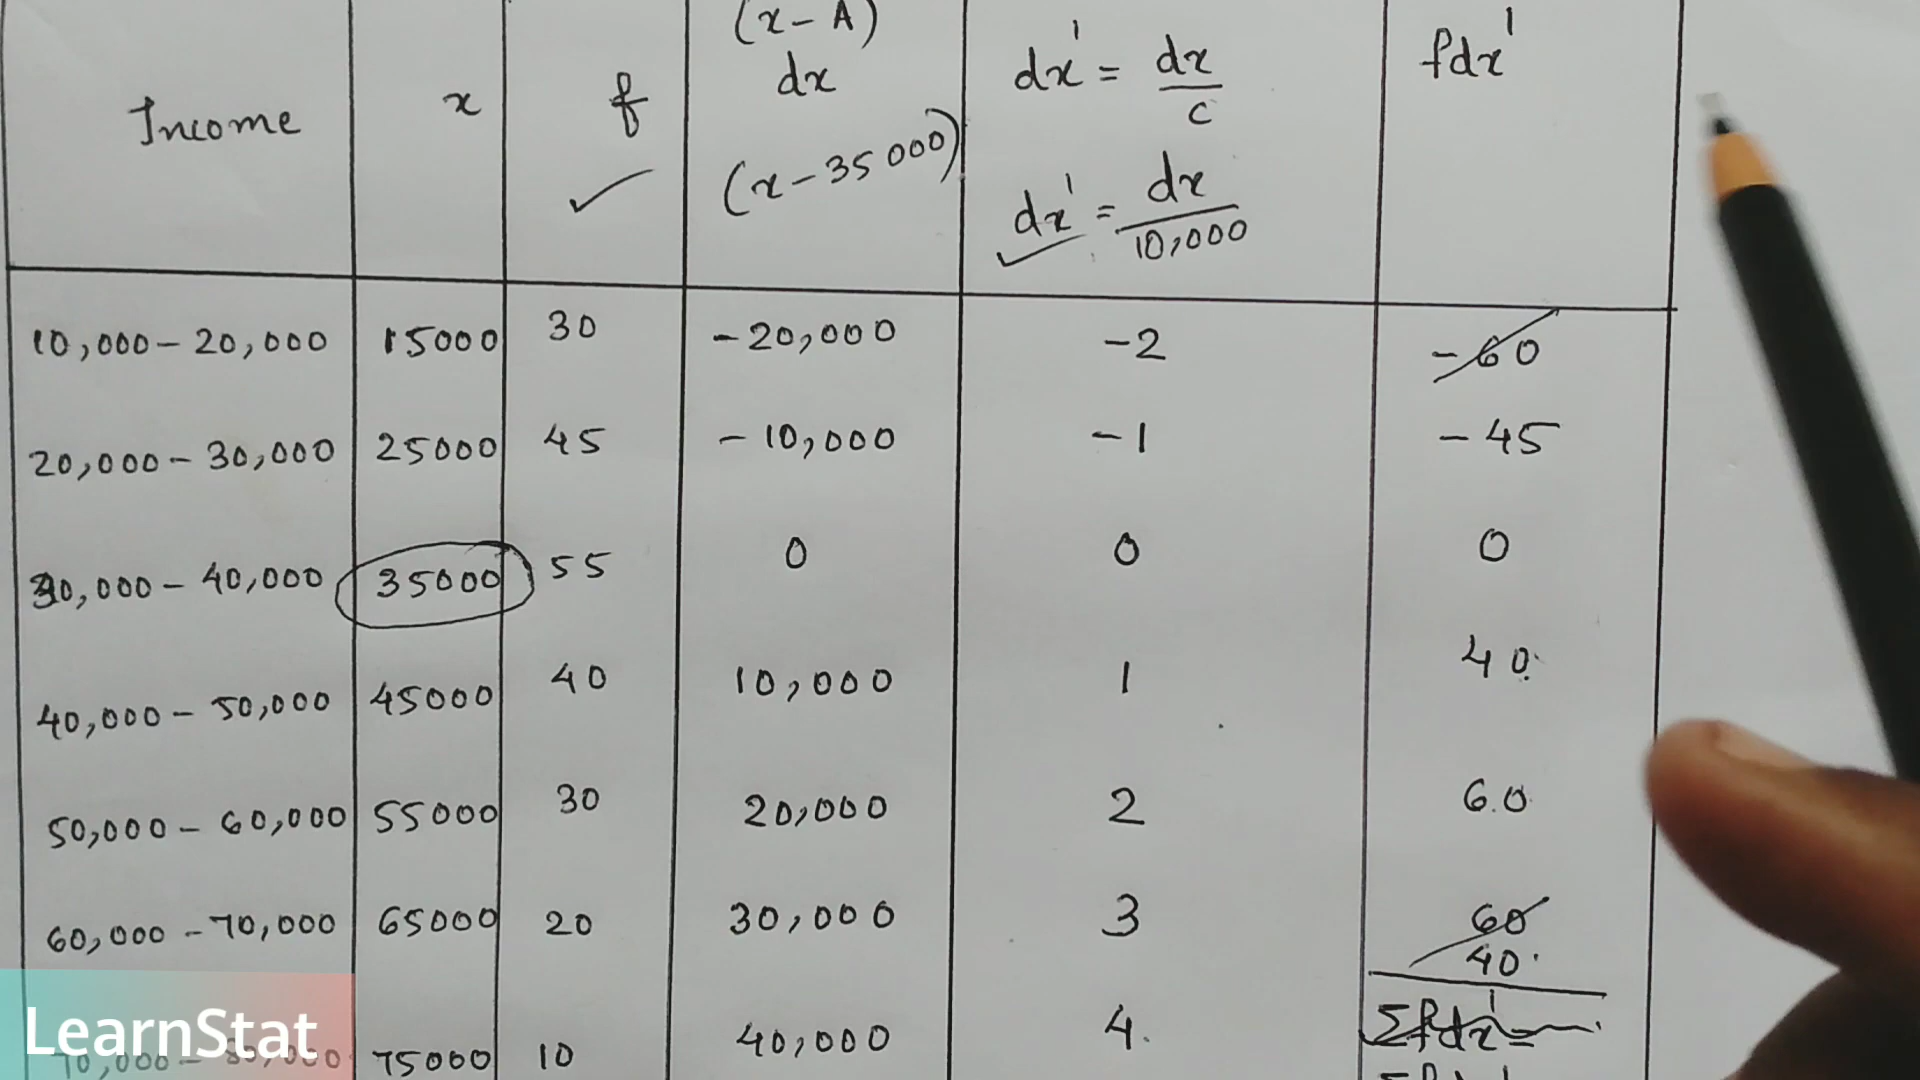 Income x f (x-A) dx (x-35000) dx' = dx/c dx' = dx/10,000 fdx'
10,000-20,000 15000 30 -20,000 -2 -60
20,000-30,000 25000 45 -10,000 -1 -45
30,000-40,000 35000 55 0 0 0
40,000-50,000 45000 40 10,000 1 40
50,000-60,000 55000 30 20,000 2 60
60,000-70,000 65000 20 30,000 3 60
40
70,000-80,000 75000 10 40,000 4. Σfdx' =
LearnStat